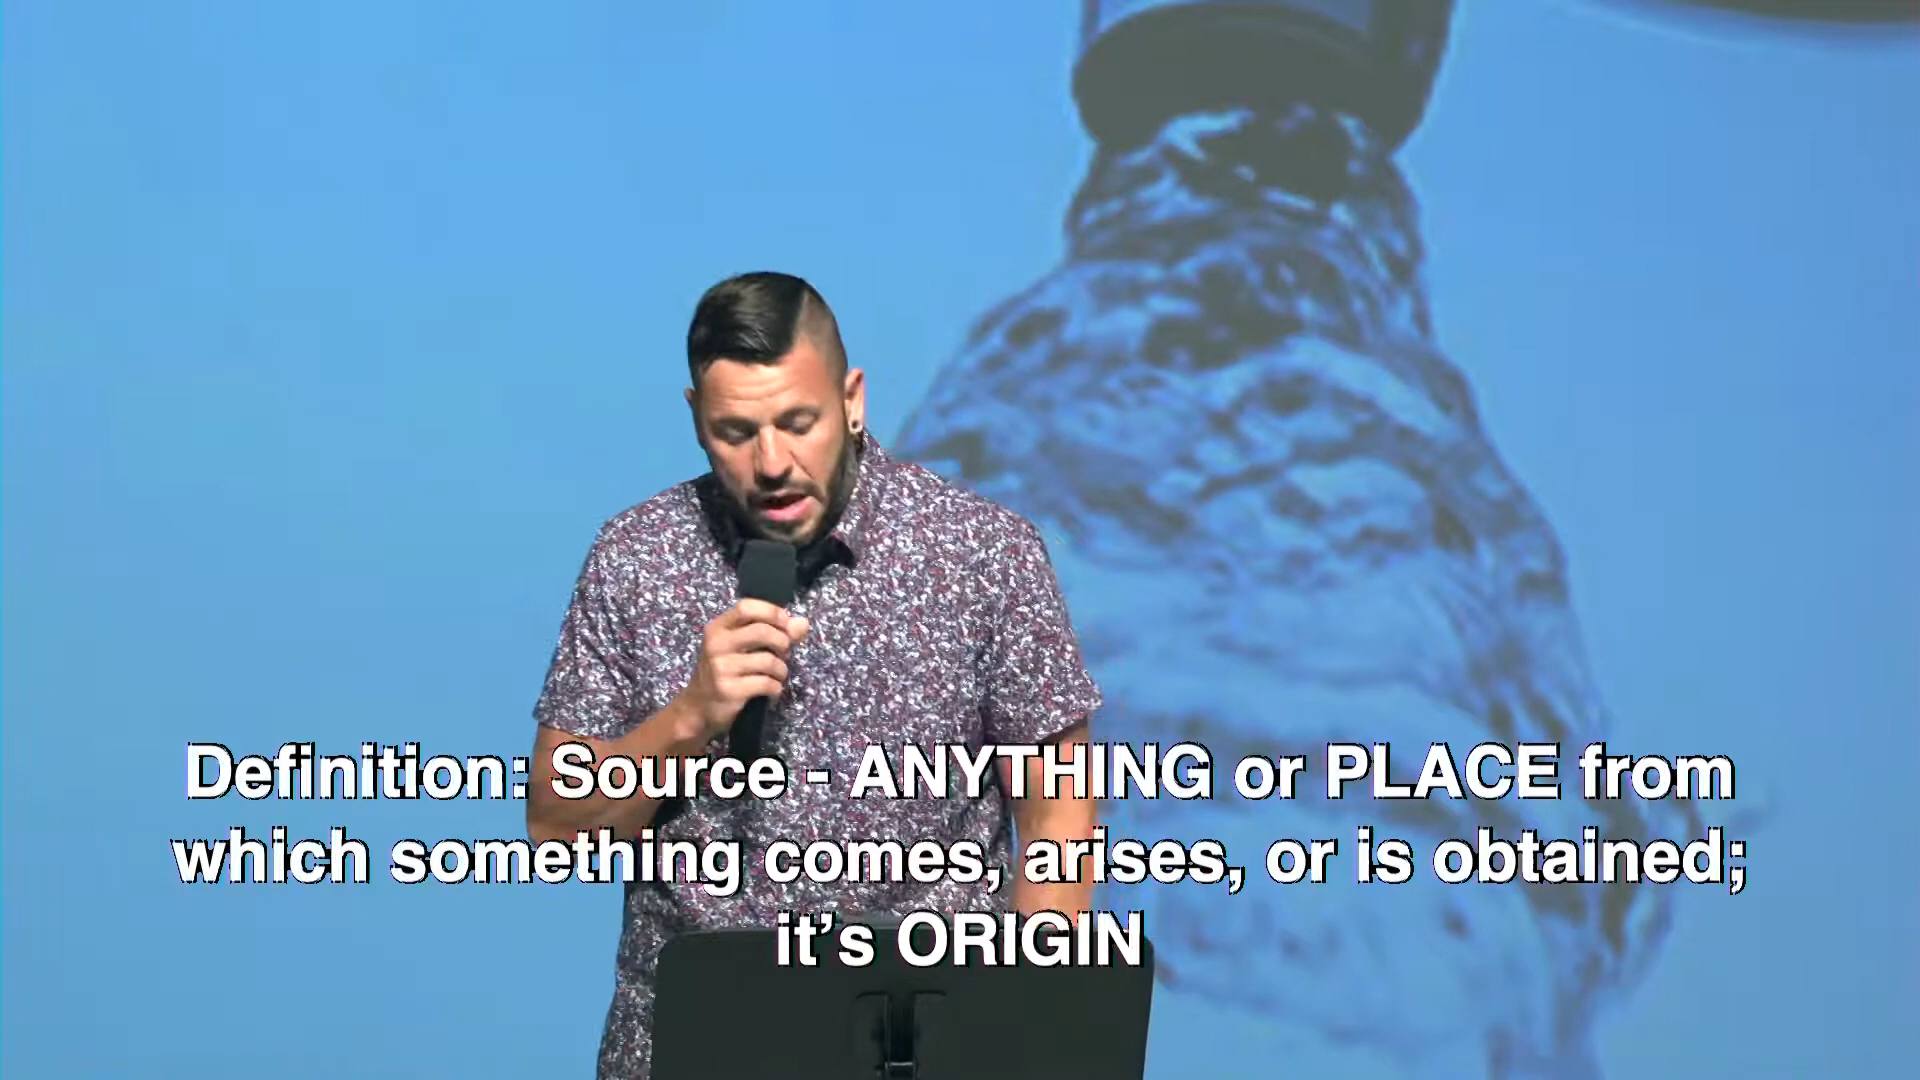 Definition: Source - ANYTHING or PLACE from
which something comes, arises, or is obtained;
it’s ORIGIN